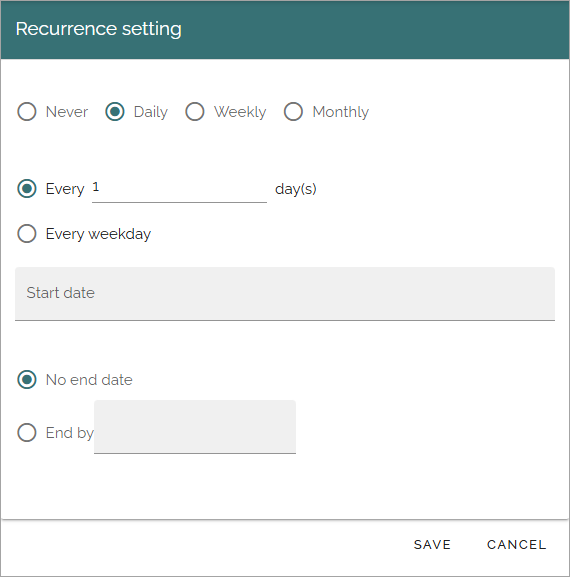 Recurrence setting
Never Daily Weekly Monthly
Every 1 day(s)
Every weekday
Start date
No end date
End by
SAVE CANCEL